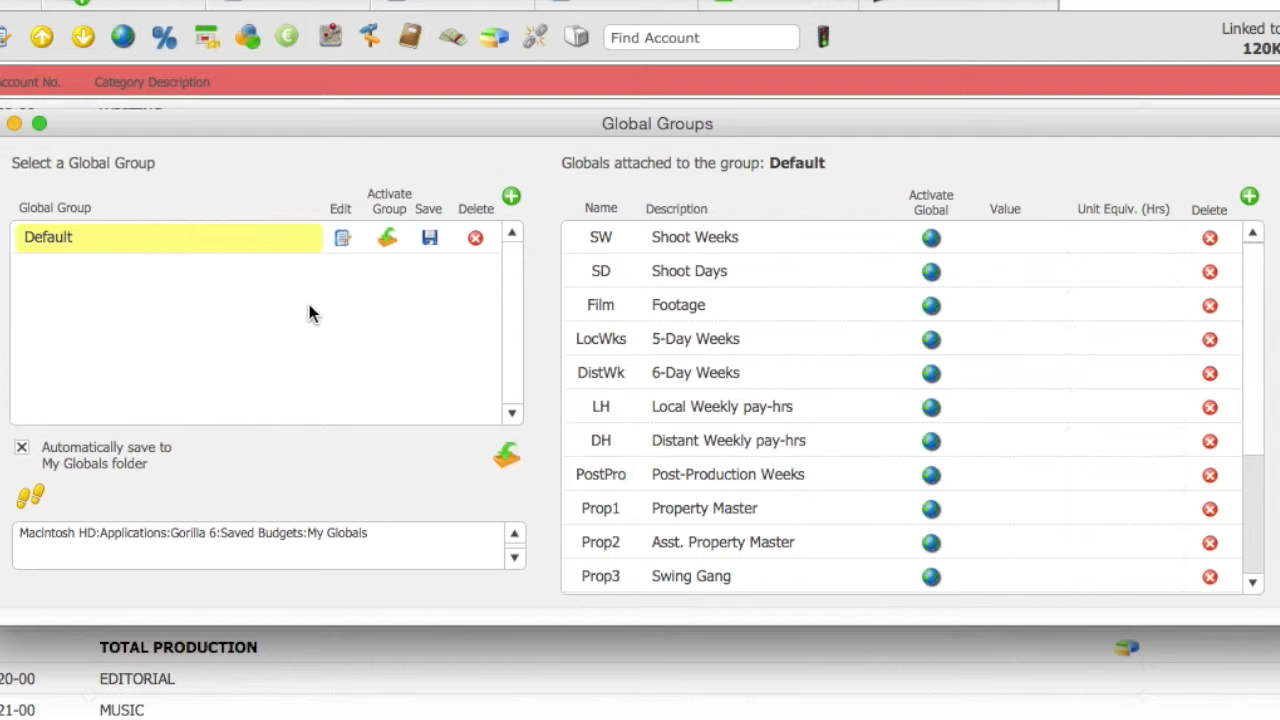 Find Account
Linked to
120K
ccount No.
Category Description
Global Groups
Select a Global Group
Globals attached to the group: Default
Global Group
Edit
Activate
Group
Save
Delete
Default
Automatically save to
My Globals folder
Macintosh HD:Applications:Gorilla 6:Saved Budgets:My Globals
Name
Description
Activate
Global
Value
Unit Equiv. (Hrs)
Delete
SW Shoot Weeks
SD Shoot Days
Film Footage
LocWks 5-Day Weeks
DistWk 6-Day Weeks
LH Local Weekly pay-hrs
DH Distant Weekly pay-hrs
PostPro Post-Production Weeks
Prop1 Property Master
Prop2 Asst. Property Master
Prop3 Swing Gang
TOTAL PRODUCTION
20-00 EDITORIAL
21-00 MUSIC